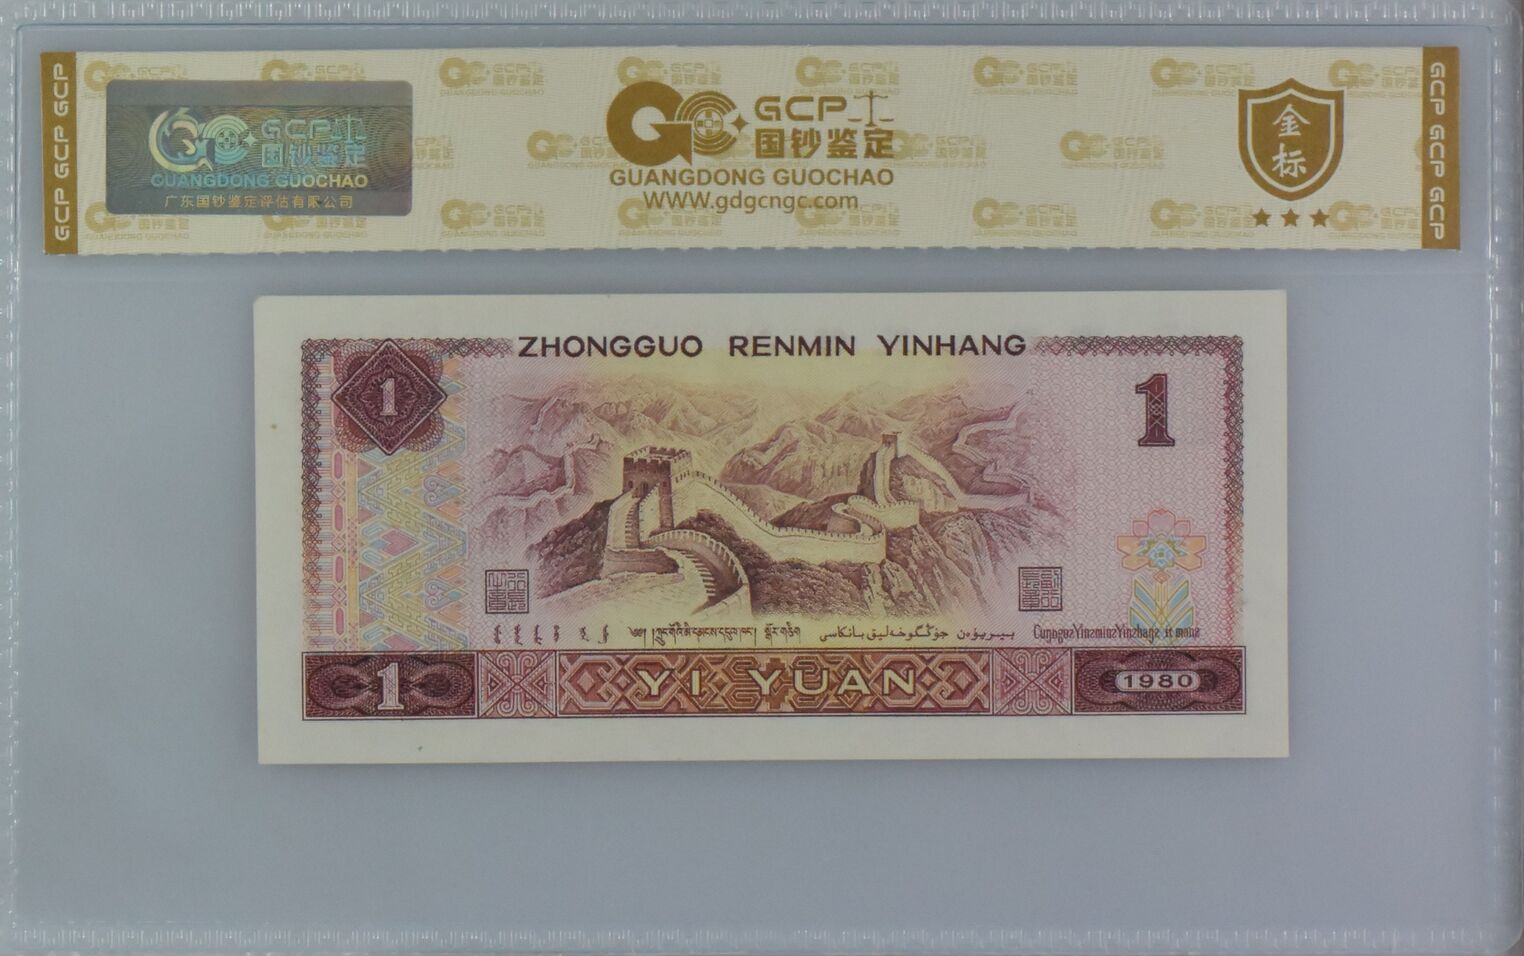 GCP GCP GCP
GCP
国钞鉴定
GUANGDONG GUOCHAO
广东国钞鉴定评估有限公司
GCP
国钞鉴定
GUANGDONG GUOCHAO
WWW.gdgcngc.com
金标
GCP GCP GCP
ZHONGGUO RENMIN YINHANG
1
1
1 YI YUAN 1980